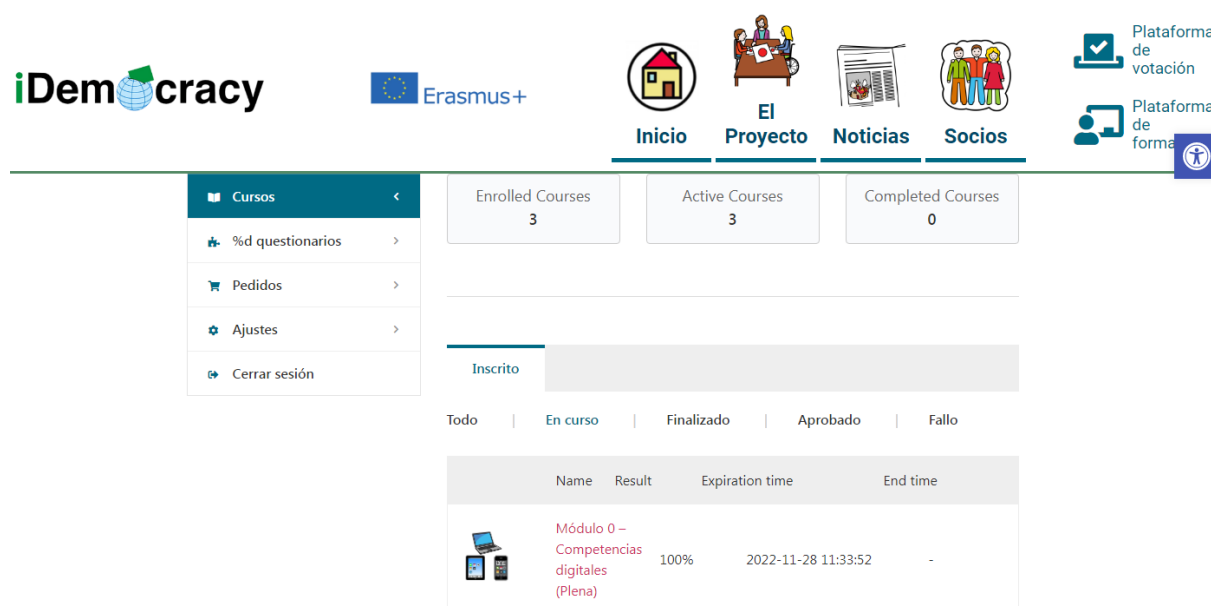 iDemocracy
Erasmus+
Inicio
El
Proyecto
Noticias
Socios
Plataforma
de
votación
Plataforma
de
forma
Cursos
%d questionarios
Pedidos
Ajustes
Cerrar sesión
Enrolled Courses
3
Active Courses
3
Completed Courses
0
Inscrito
Todo | En curso | Finalizado | Aprobado | Fallo
Name Result Expiration time End time
Módulo 0 –
Competencias
digitales
(Plena)
100% 2022-11-28 11:33:52 -